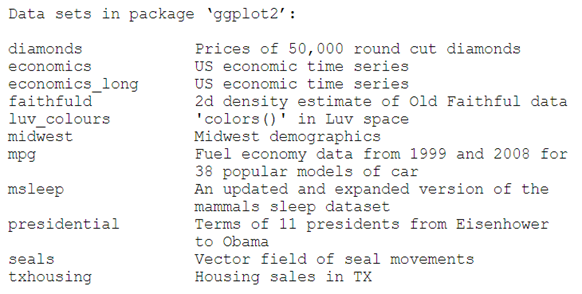 Data sets in package ‘ggplot2’:
diamonds Prices of 50,000 round cut diamonds
economics US economic time series
economics_long US economic time series
faithfuld 2d density estimate of Old Faithful data
luv_colours 'colors()' in Luv space
midwest Midwest demographics
mpg Fuel economy data from 1999 and 2008 for
38 popular models of car
msleep An updated and expanded version of the
mammals sleep dataset
presidential Terms of 11 presidents from Eisenhower
to Obama
seals Vector field of seal movements
txhousing Housing sales in TX